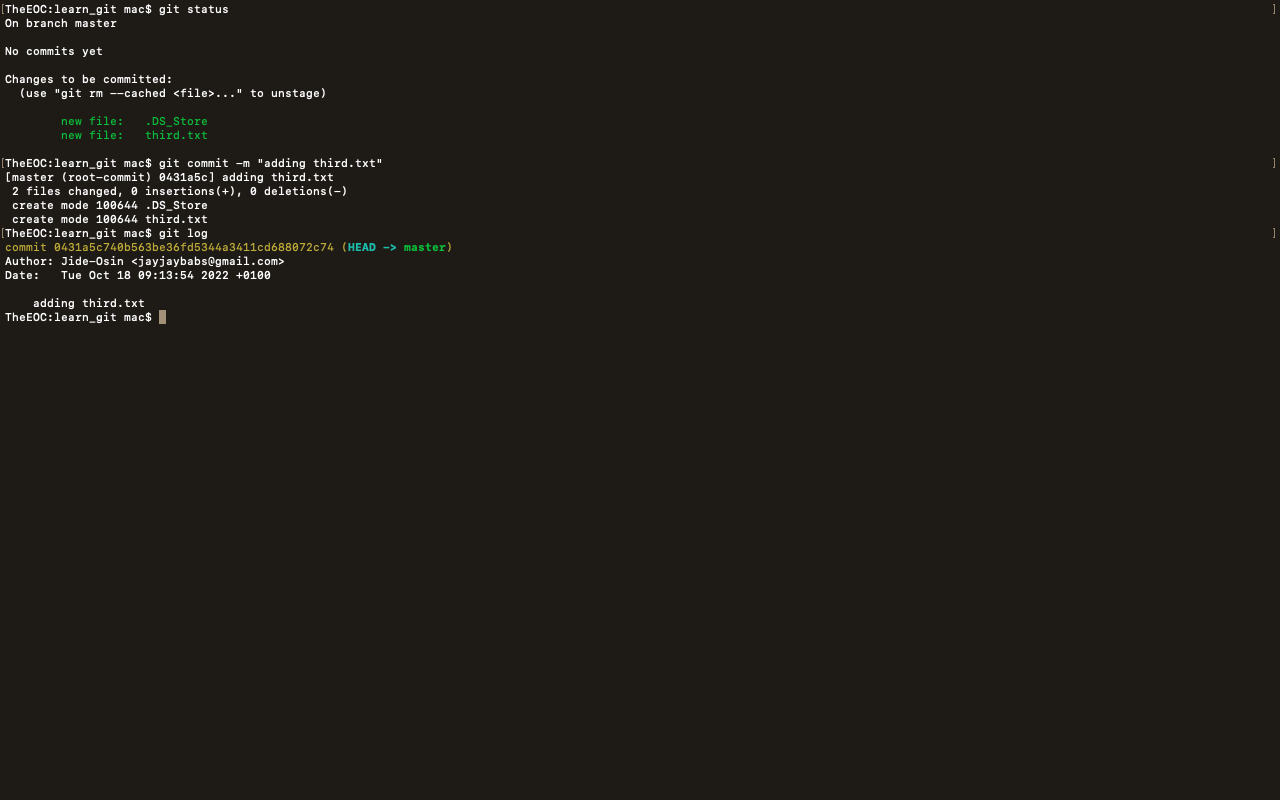 [TheEOC:learn_git mac$ git status ]
On branch master
No commits yet
Changes to be committed:
(use "git rm --cached <file>..." to unstage)
new file:   .DS_Store
new file:   third.txt
[TheEOC:learn_git mac$ git commit -m "adding third.txt" ]
[master (root-commit) 0431a5c] adding third.txt
2 files changed, 0 insertions(+), 0 deletions(-)
create mode 100644 .DS_Store
create mode 100644 third.txt
[TheEOC:learn_git mac$ git log ]
commit 0431a5c740b563be36fd5344a3411cd688072c74 (HEAD -> master)
Author: Jide-Osin <jayjaybabs@gmail.com>
Date:   Tue Oct 18 09:13:54 2022 +0100
adding third.txt
TheEOC:learn_git mac$